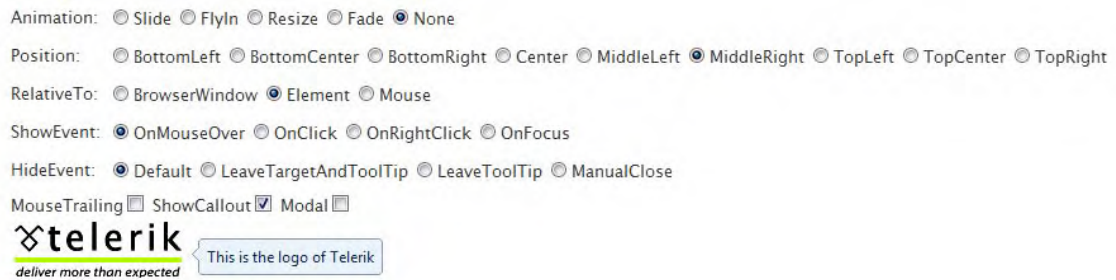 Animation: Slide FlyIn Resize Fade None
Position: BottomLeft BottomCenter BottomRight Center MiddleLeft MiddleRight TopLeft TopCenter TopRight
RelativeTo: BrowserWindow Element Mouse
ShowEvent: OnMouseOver OnClick OnRightClick OnFocus
HideEvent: Default LeaveTargetAndToolTip LeaveToolTip ManualClose
MouseTrailing ShowCallout Modal
telerik
deliver more than expected
This is the logo of Telerik